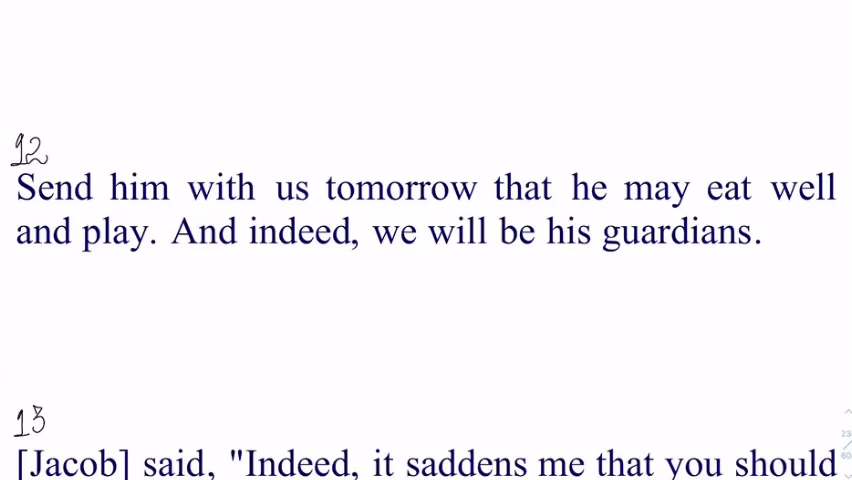 12
Send him with us tomorrow that he may eat well
and play. And indeed, we will be his guardians.
13
[Jacob] said, "Indeed, it saddens me that you should